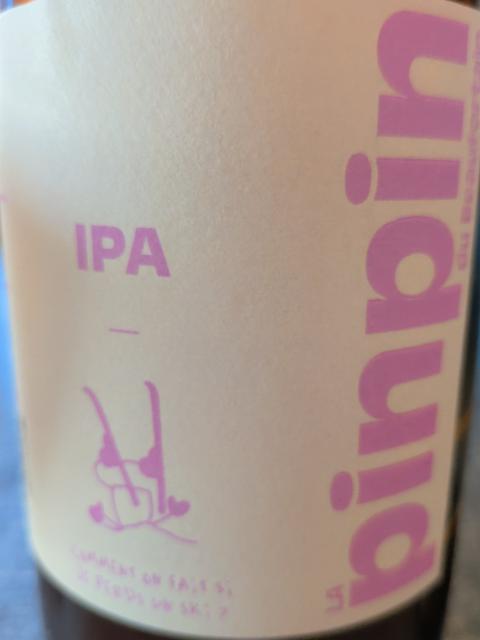 IPA
COMMENT ON FAIT SI
JE PERDS UN SKI ?
LA
pinpin